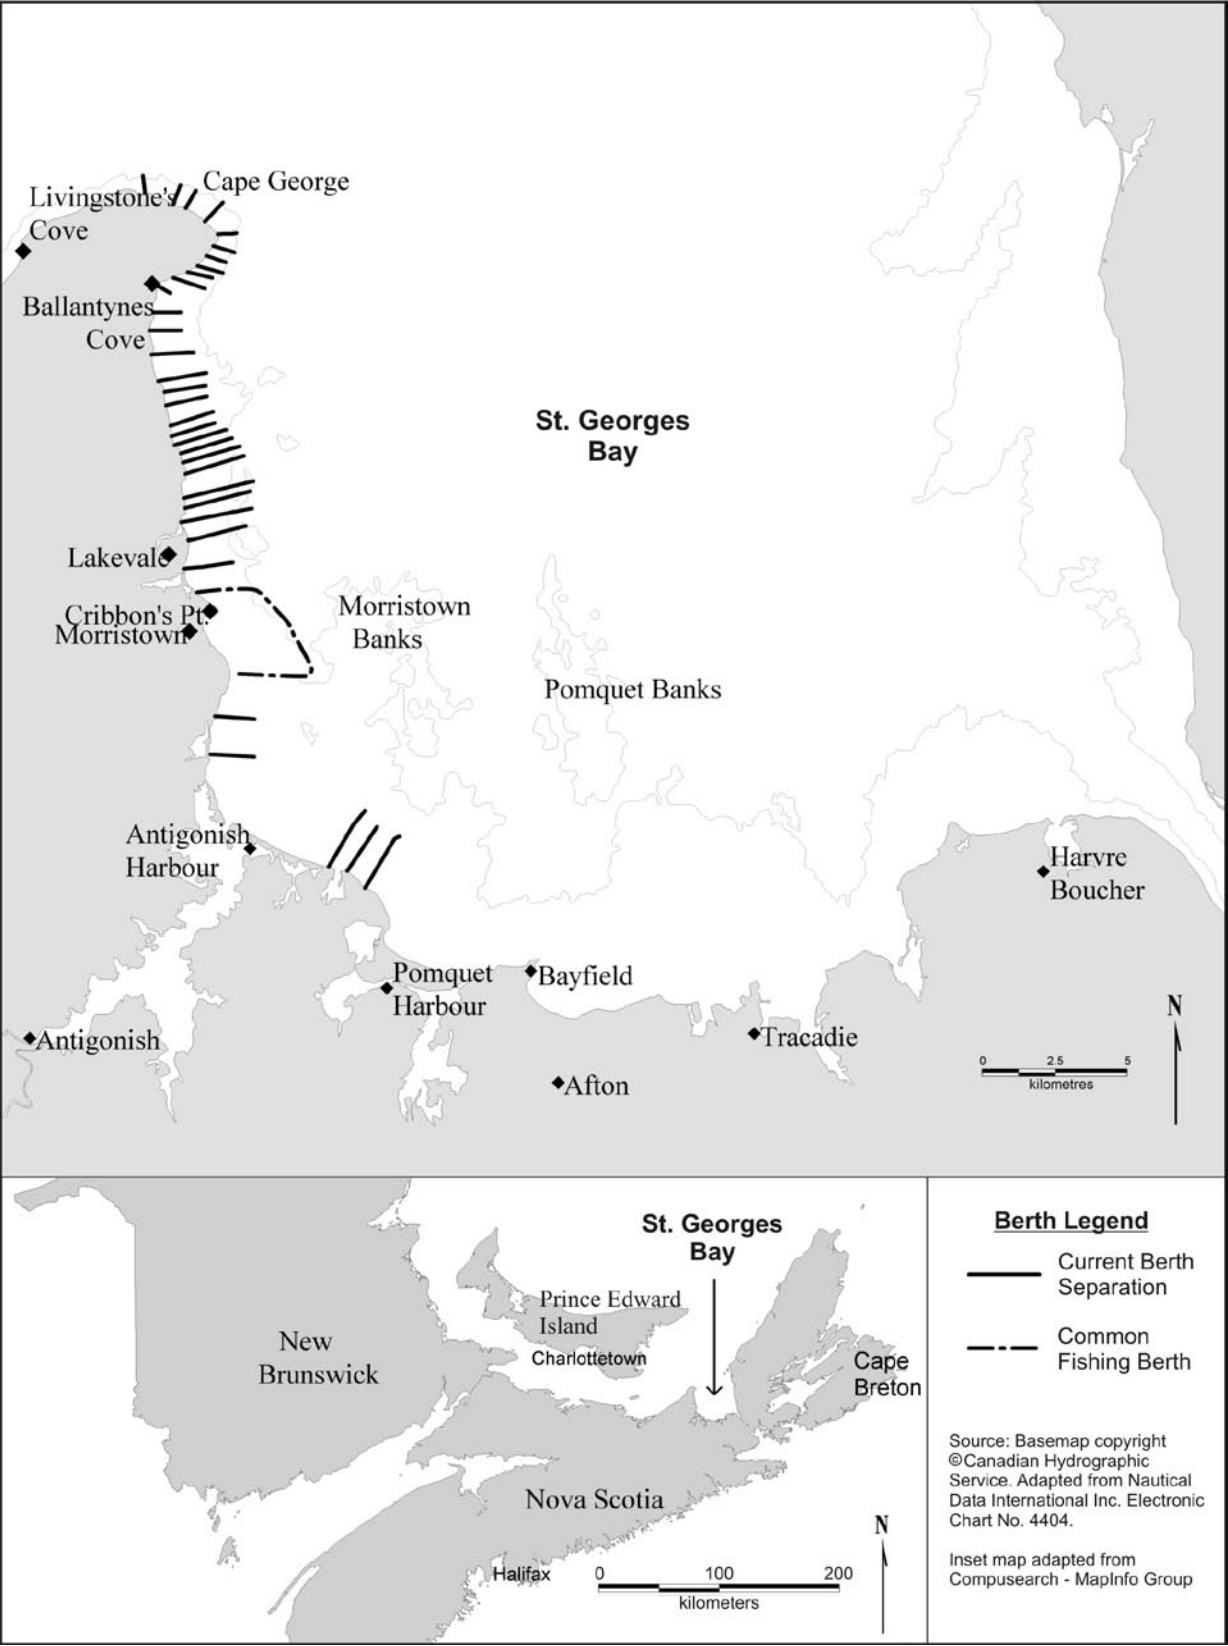 Cape George
Livingstone's
Cove
Ballantynes
Cove
St. Georges
Bay
Lakevale
Cribbon's Pt.
Morristown
Morristown
Banks
Pomquet Banks
Antigonish
Harbour
Harvre
Boucher
Pomquet
Harbour
Bayfield
Antigonish
Tracadie
Afton
N
0 2.5 5
kilometres
St. Georges
Bay
Prince Edward
Island
Charlottetown
New
Brunswick
Cape
Breton
Nova Scotia
Halifax
N
0 100 200
kilometers
Berth Legend
Current Berth
Separation
Common
Fishing Berth
Source: Basemap copyright
©Canadian Hydrographic
Service. Adapted from Nautical
Data International Inc. Electronic
Chart No. 4404.
Inset map adapted from
Compusearch - MapInfo Group